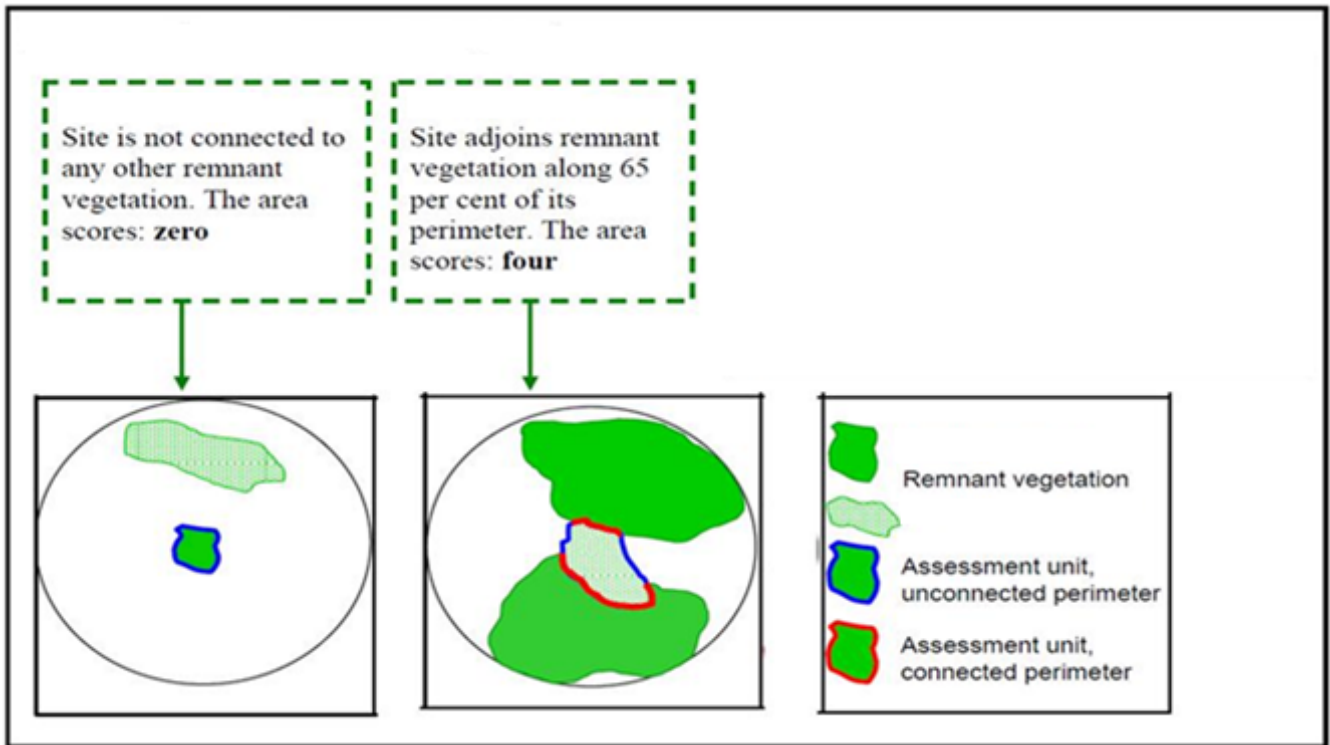 Site is not connected to
any other remnant
vegetation. The area
scores: zero
Site adjoins remnant
vegetation along 65
per cent of its
perimeter. The area
scores: four
Remnant vegetation
Assessment unit,
unconnected perimeter
Assessment unit,
connected perimeter